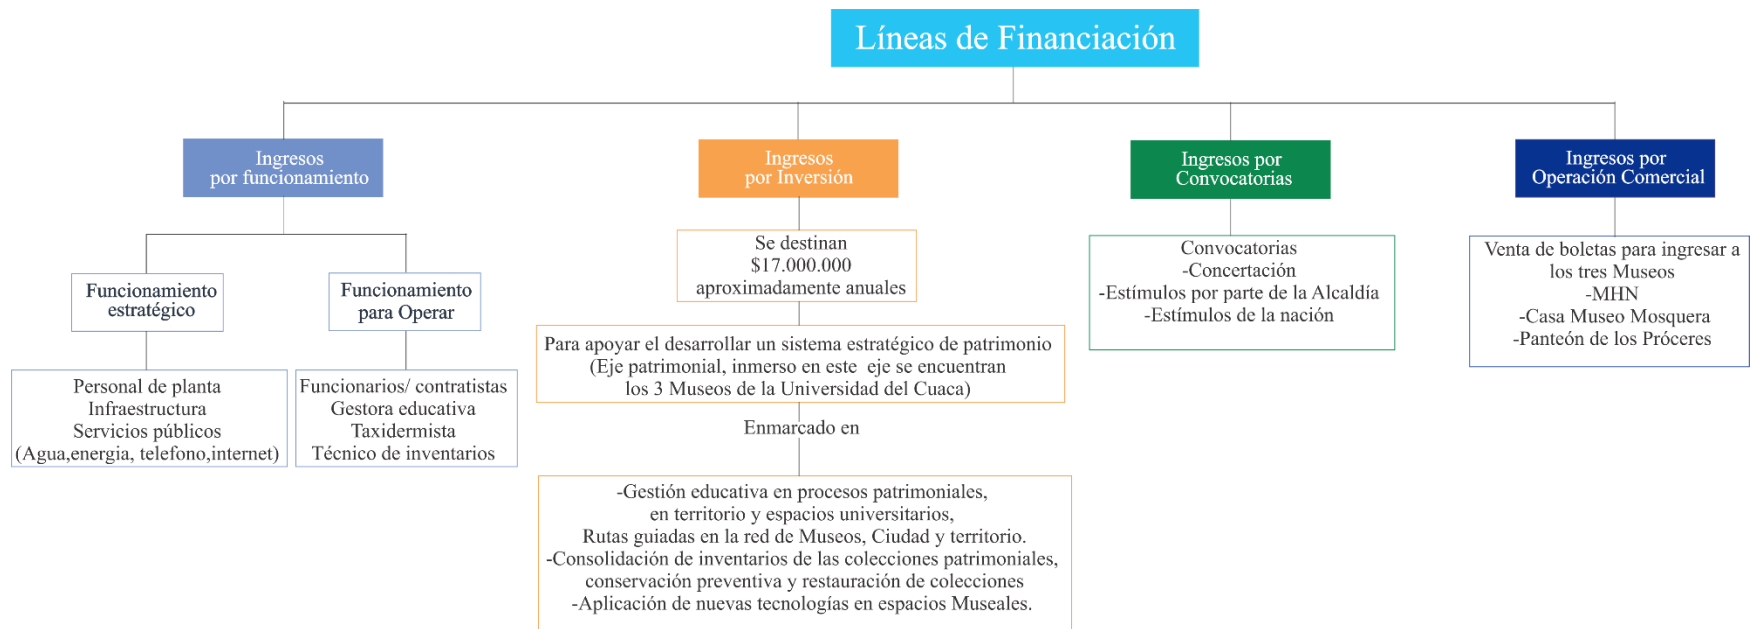 Líneas de Financiación
Ingresos
por funcionamiento
Funcionamiento
estratégico
Personal de planta
Infraestructura
Servicios públicos
(Agua,energia, telefono,internet)
Funcionamiento
para Operar
Funcionarios/ contratistas
Gestora educativa
Taxidermista
Técnico de inventarios
Ingresos
por Inversión
Se destinan
$17.000.000
aproximadamente anuales
Para apoyar el desarrollar un sistema estratégico de patrimonio
(Eje patrimonial, inmerso en este eje se encuentran
los 3 Museos de la Universidad del Cuaca)
Enmarcado en
-Gestión educativa en procesos patrimoniales,
en territorio y espacios universitarios,
Rutas guiadas en la red de Museos, Ciudad y territorio.
-Consolidación de inventarios de las colecciones patrimoniales,
conservación preventiva y restauración de colecciones
-Aplicación de nuevas tecnologías en espacios Museales.
Ingresos por
Convocatorias
Convocatorias
-Concertación
-Estímulos por parte de la Alcaldía
-Estímulos de la nación
Ingresos por
Operación Comercial
Venta de boletas para ingresar a
los tres Museos
-MHN
-Casa Museo Mosquera
-Panteón de los Próceres